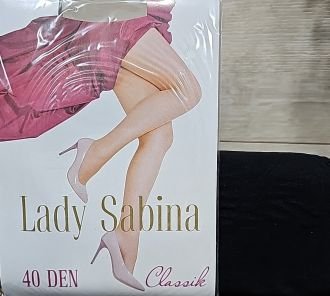 Lady Sabina
40 DEN Classik